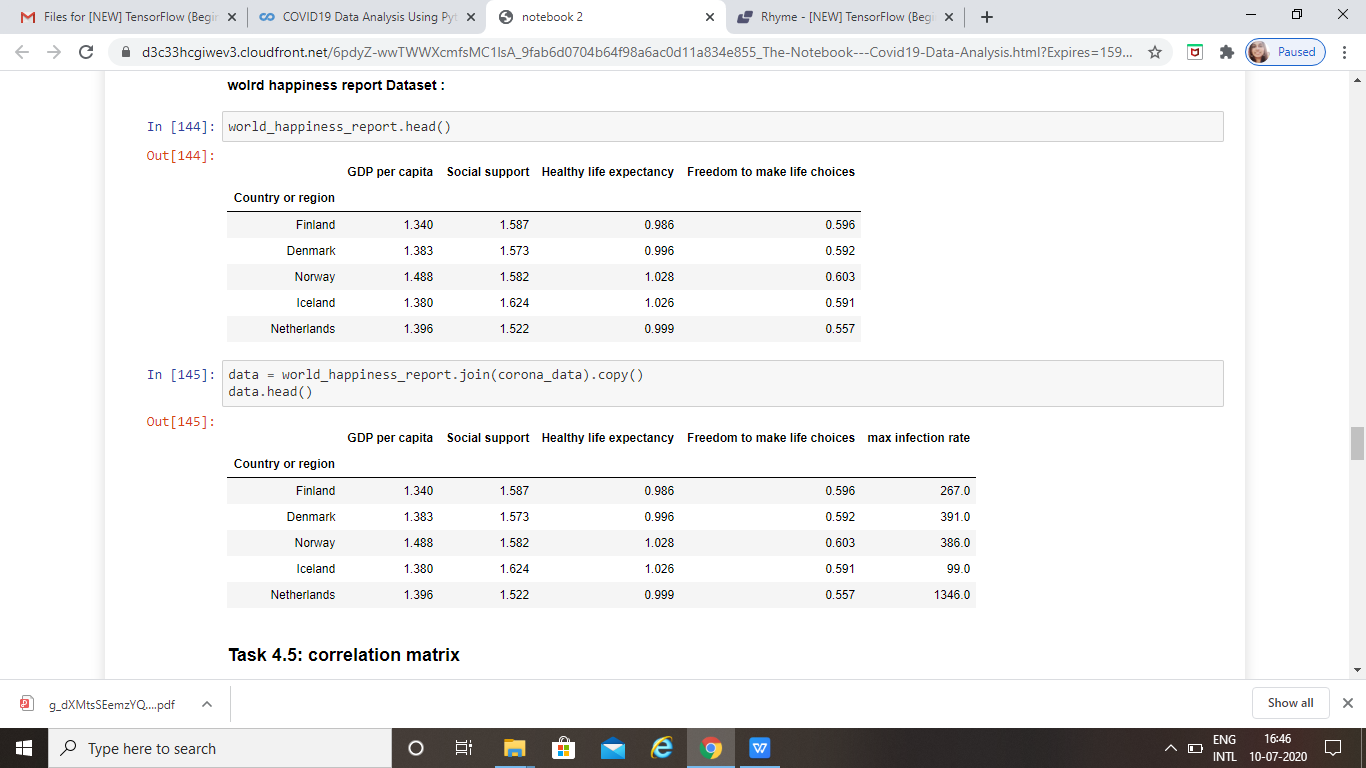 Files for [NEW] TensorFlow (Begin
COVID19 Data Analysis Using Pyt
notebook 2
Rhyme - [NEW] TensorFlow (Begi
d3c33hcgiwev3.cloudfront.net/6pdyZ-wwTWWXcmfsMC1lsA_9fab6d0704b64f98a6ac0d11a834e855_The-Notebook---Covid19-Data-Analysis.html?Expires=159...
Paused
wolrd happiness report Dataset :
In [144]: world_happiness_report.head()
Out[144]:
GDP per capita Social support Healthy life expectancy Freedom to make life choices
Country or region
Finland 1.340 1.587 0.986 0.596
Denmark 1.383 1.573 0.996 0.592
Norway 1.488 1.582 1.028 0.603
Iceland 1.380 1.624 1.026 0.591
Netherlands 1.396 1.522 0.999 0.557
In [145]: data = world_happiness_report.join(corona_data).copy()
data.head()
Out[145]:
GDP per capita Social support Healthy life expectancy Freedom to make life choices max infection rate
Country or region
Finland 1.340 1.587 0.986 0.596 267.0
Denmark 1.383 1.573 0.996 0.592 391.0
Norway 1.488 1.582 1.028 0.603 386.0
Iceland 1.380 1.624 1.026 0.591 99.0
Netherlands 1.396 1.522 0.999 0.557 1346.0
Task 4.5: correlation matrix
g_dXMtsSEemzYQ....pdf
Show all
Type here to search
ENG
INTL
16:46
10-07-2020